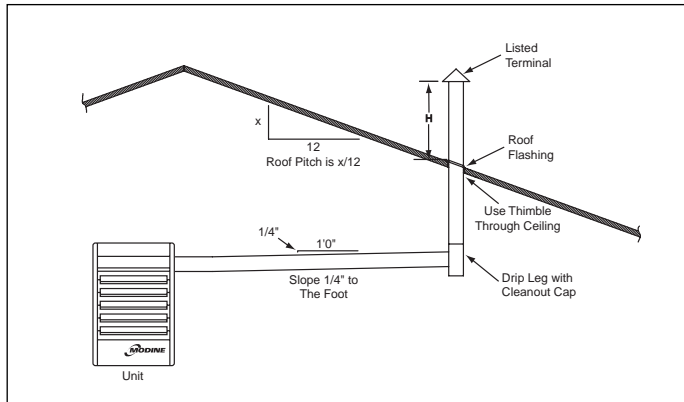 Listed
Terminal
H
x
12
Roof Pitch is x/12
Roof
Flashing
Use Thimble
Through Ceiling
1/4"
1'0"
Slope 1/4" to
The Foot
Drip Leg with
Cleanout Cap
MODINE
Unit